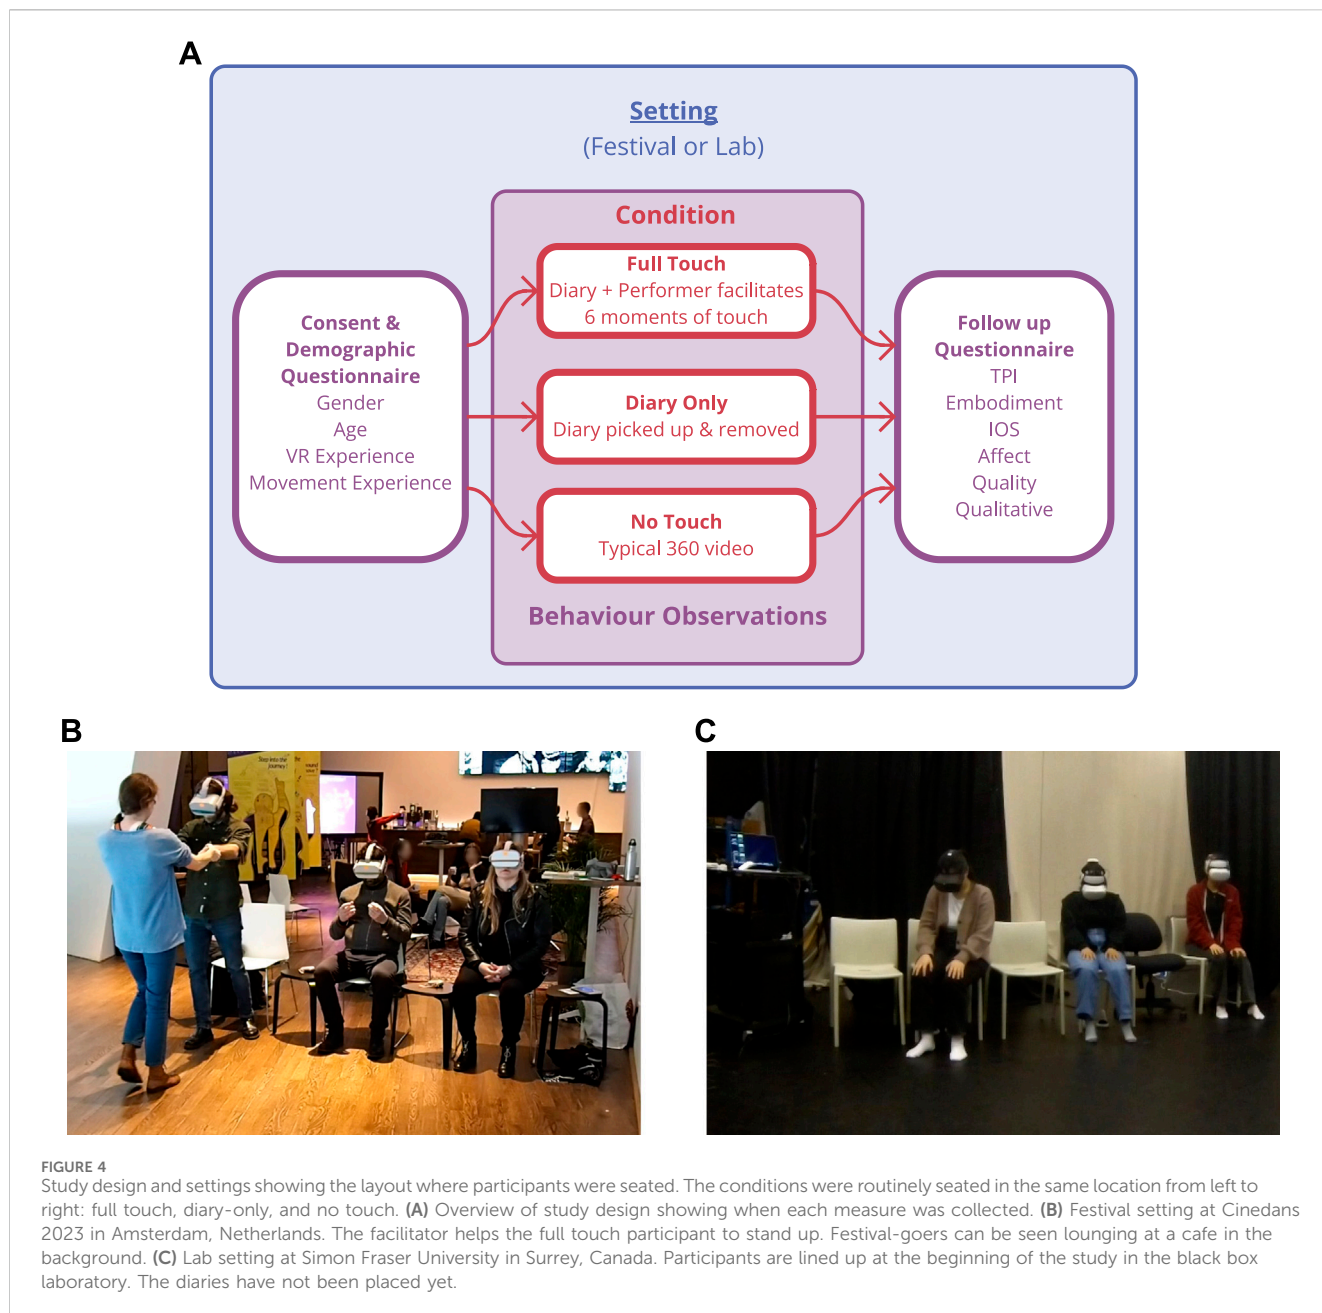 A
Setting
(Festival or Lab)
Condition
Full Touch
Diary + Performer facilitates
6 moments of touch
Consent &
Demographic
Questionnaire
Gender
Age
VR Experience
Movement Experience
Diary Only
Diary picked up & removed
No Touch
Typical 360 video
Behaviour Observations
Follow up
Questionnaire
TPI
Embodiment
IOS
Affect
Quality
Qualitative
B
Step into the
journey!
C
FIGURE 4
Study design and settings showing the layout where participants were seated. The conditions were routinely seated in the same location from left to
right: full touch, diary-only, and no touch. (A) Overview of study design showing when each measure was collected. (B) Festival setting at Cinedans
2023 in Amsterdam, Netherlands. The facilitator helps the full touch participant to stand up. Festival-goers can be seen lounging at a cafe in the
background. (C) Lab setting at Simon Fraser University in Surrey, Canada. Participants are lined up at the beginning of the study in the black box
laboratory. The diaries have not been placed yet.